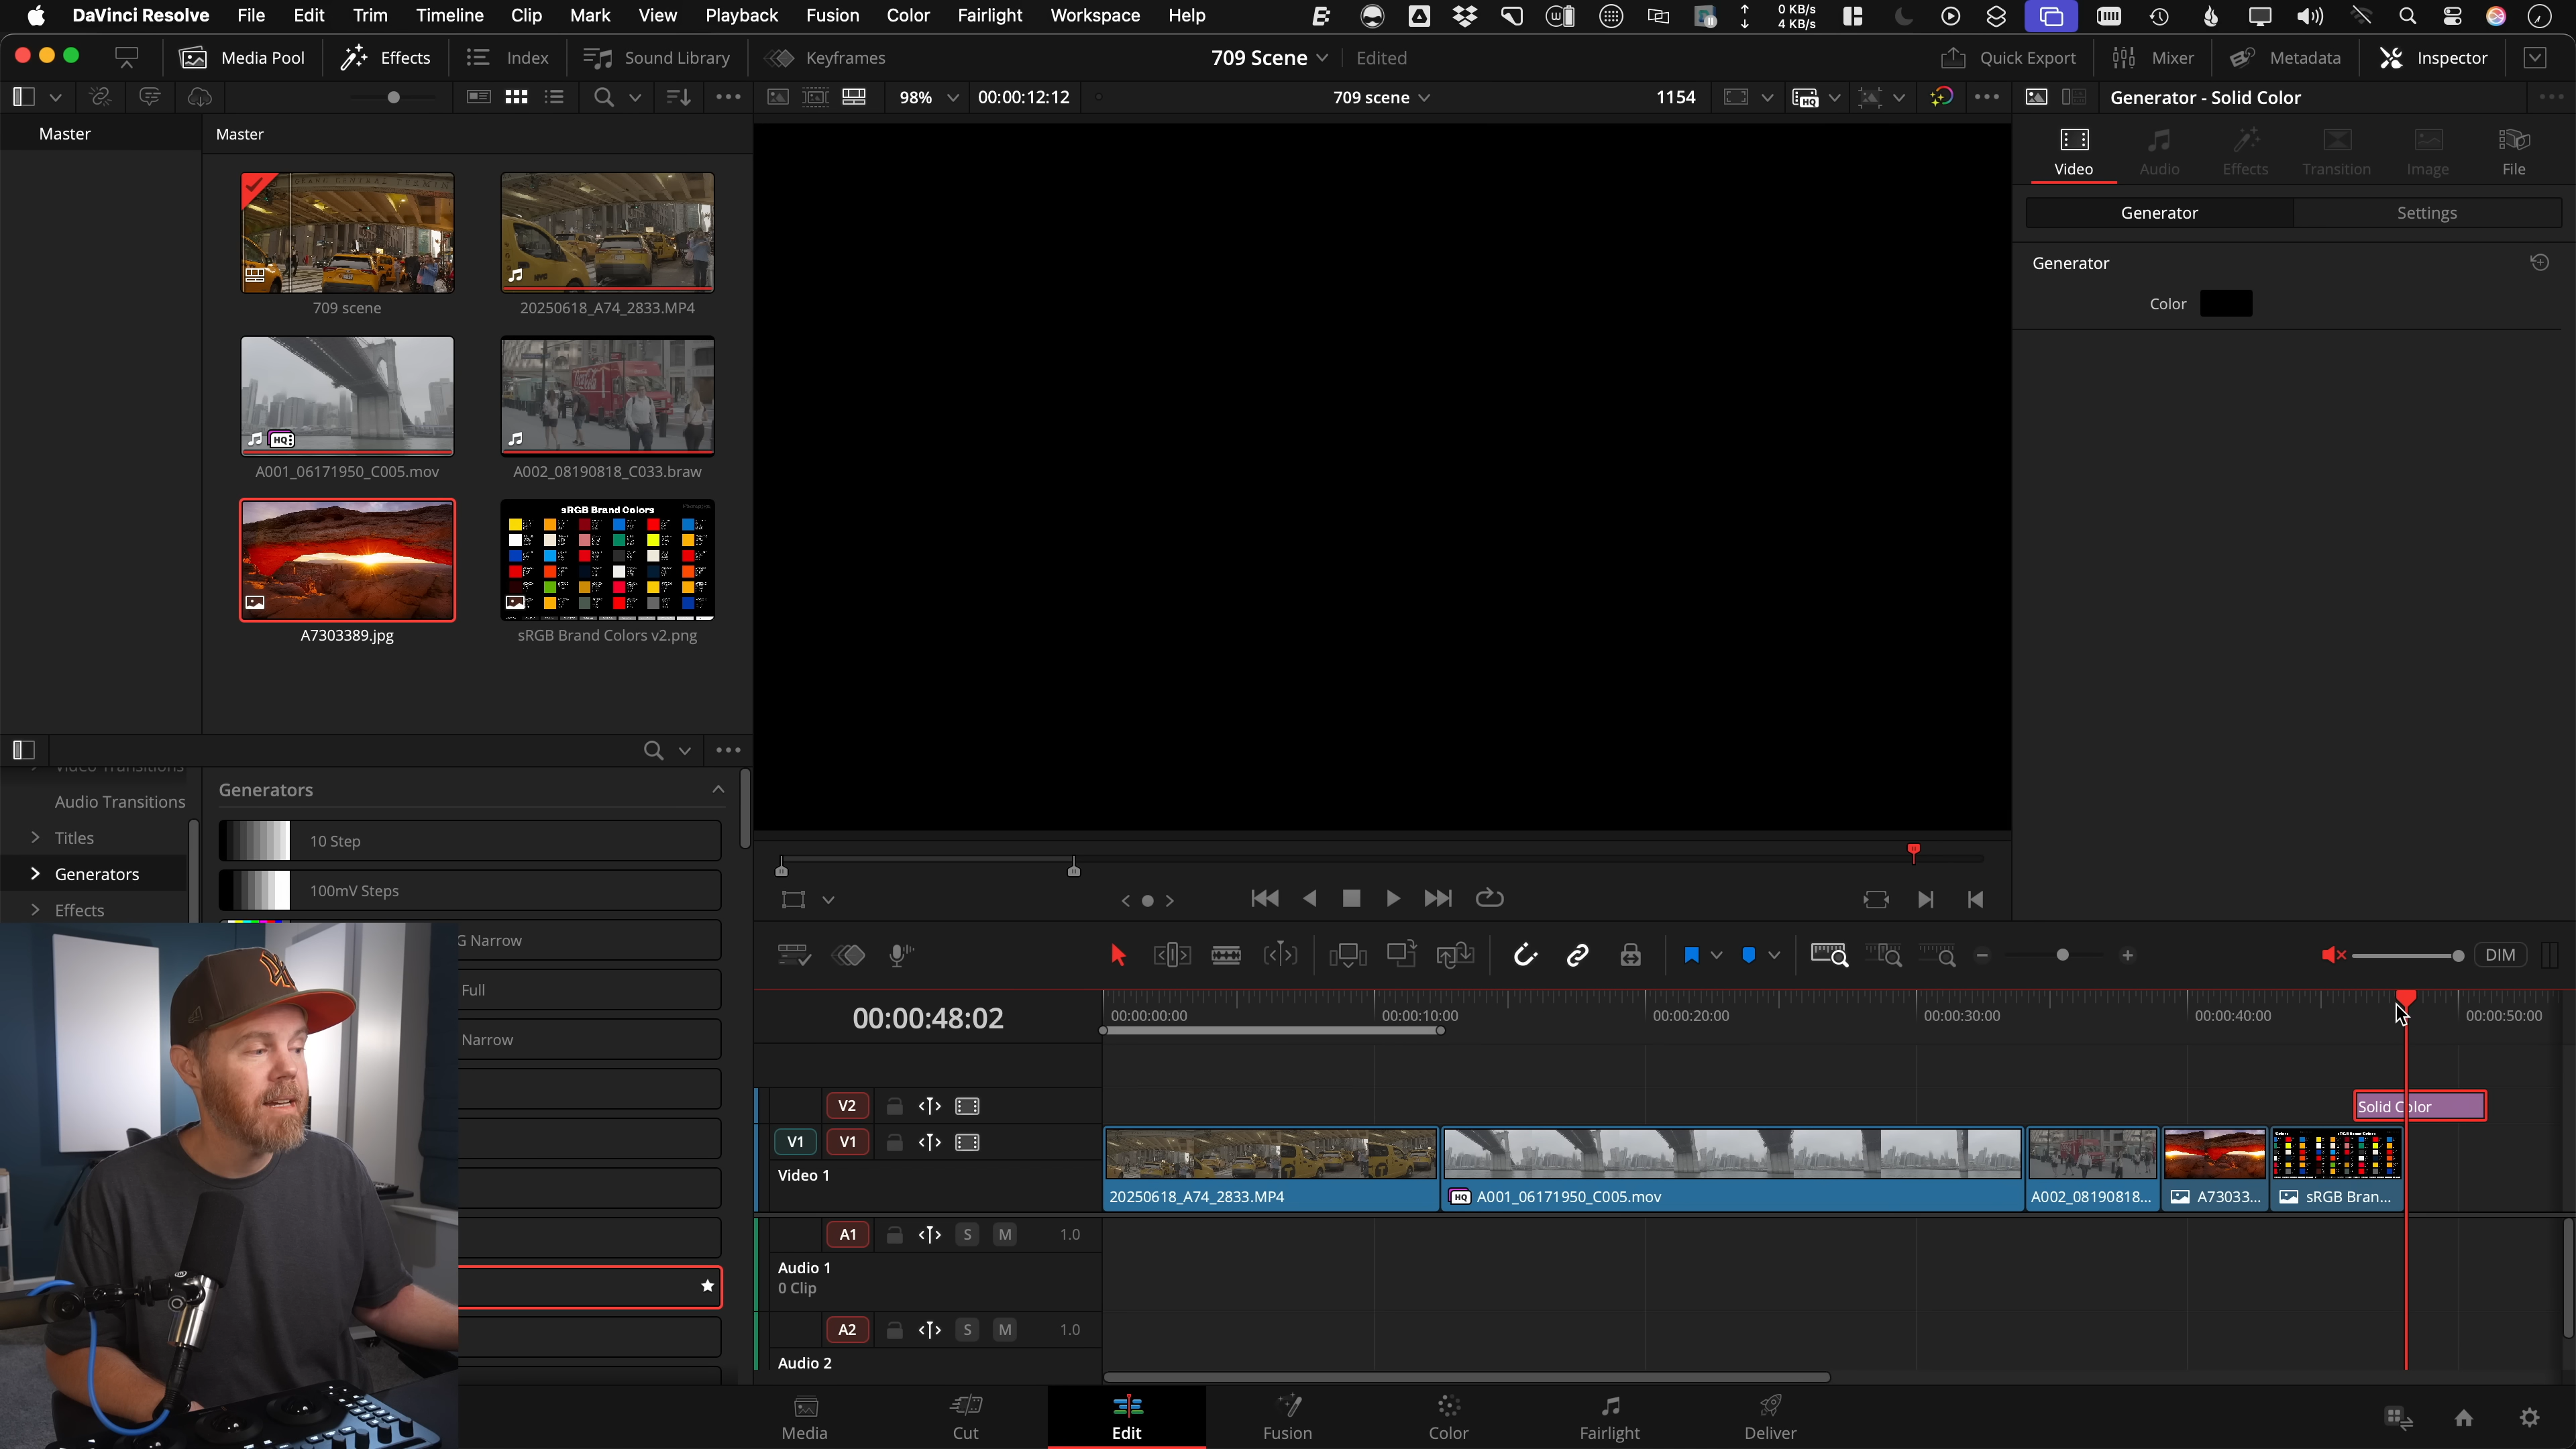 DaVinci Resolve File Edit Trim Timeline Clip Mark View Playback Fusion Color Fairlight Workspace Help 0 KB/s
4 KB/s
Media Pool Effects Index Sound Library Keyframes 709 Scene Edited Quick Export Mixer Metadata Inspector
98% 00:00:12:12 709 scene 1154 HQ Generator - Solid Color
Master Master
Video Audio Effects Transition Image File
Generator Settings
Generator
Color
709 scene 20250618_A74_2833.MP4
HQ
A001_06171950_C005.mov A002_08190818_C033.braw
sRGB Brand Colors
A7303389.jpg sRGB Brand Colors v2.png
Video Transitions
Audio Transitions
Titles
Generators
Effects
Generators
10 Step
100mV Steps
G Narrow
Full
Narrow
DIM
00:00:48:02 00:00:00:00 00:00:10:00 00:00:20:00 00:00:30:00 00:00:40:00 00:00:50:00
V2 Solid Color
V1 V1
Video 1
20250618_A74_2833.MP4 HQ A001_06171950_C005.mov A002_08190818... A73033... sRGB Bran...
A1 S M 1.0
Audio 1
0 Clip
A2 S M 1.0
Audio 2
Media Cut Edit Fusion Color Fairlight Deliver